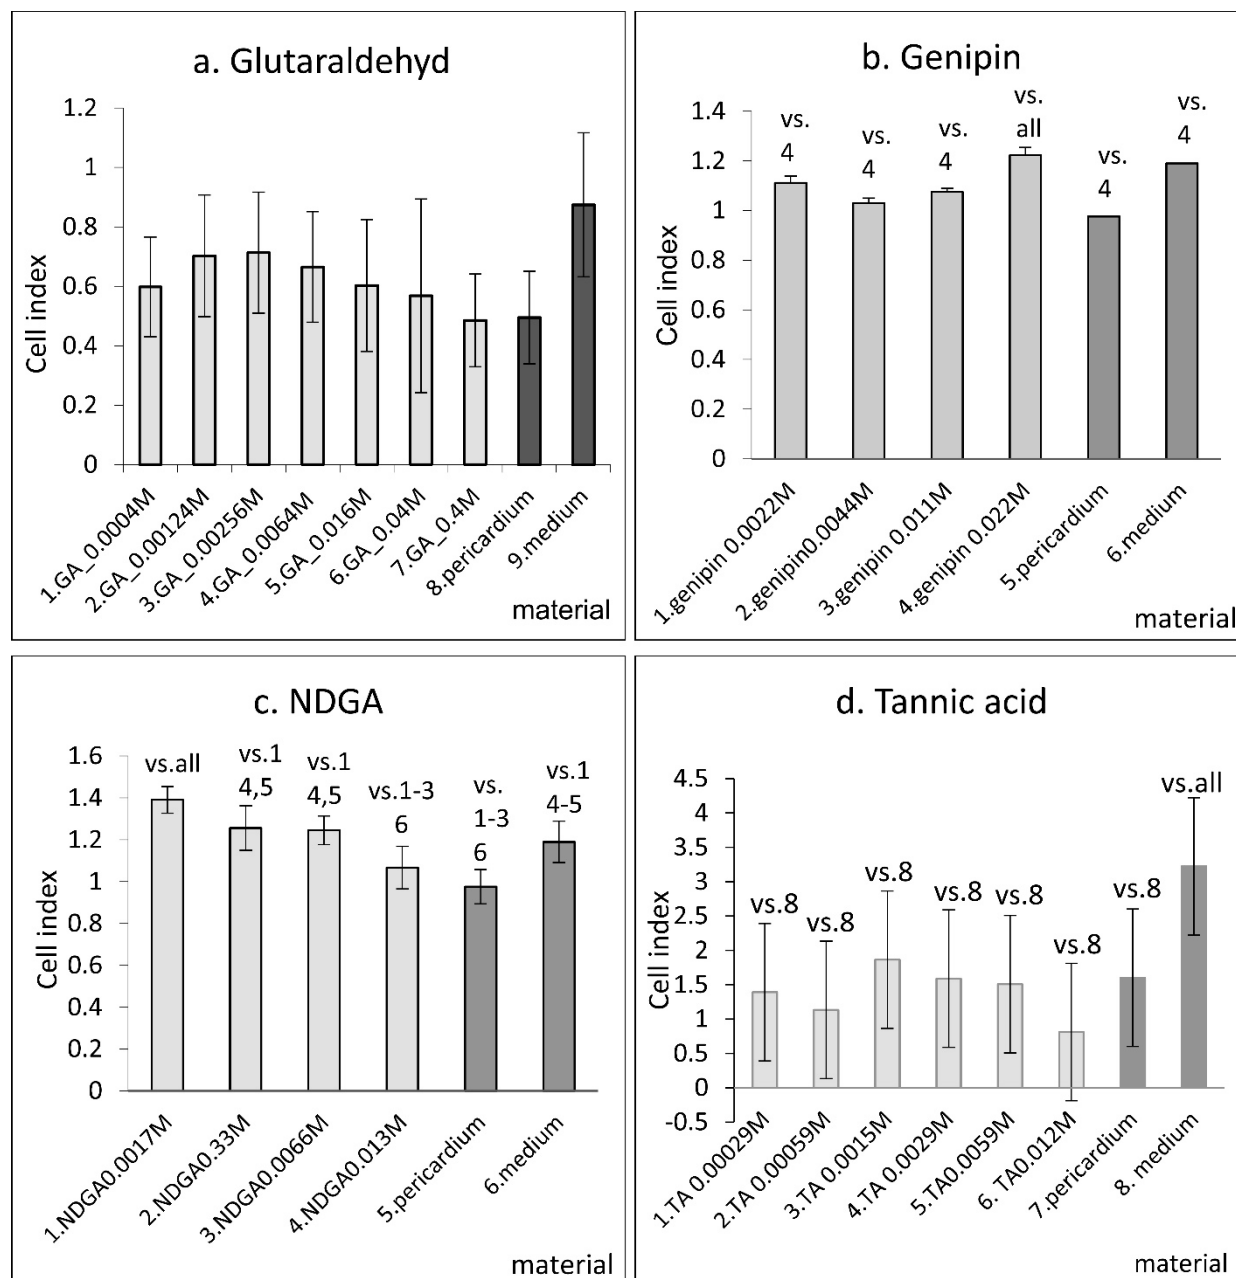 a. Glutaraldehyd
Cell index
1.2
1
0.8
0.6
0.4
0.2
0
1.GA_0.0004M
2.GA_0.00124M
3.GA_0.00256M
4.GA_0.0064M
5.GA_0.016M
6.GA_0.04M
7.GA_0.4M
8.pericardium
9.medium
material
b. Genipin
Cell index
1.4
1.2
1
0.8
0.6
0.4
0.2
0
vs.
4
vs.
4
vs.
4
vs.
all
vs.
4
vs.
4
1.genipin 0.0022M
2.genipin0.0044M
3.genipin 0.011M
4.genipin 0.022M
5.pericardium
6.medium
material
c. NDGA
Cell index
1.6
1.4
1.2
1
0.8
0.6
0.4
0.2
0
vs.all
vs.1
4,5
vs.1
4,5
vs.1-3
6
vs.
1-3
6
vs.1
4-5
1.NDGA0.0017M
2.NDGA0.33M
3.NDGA0.0066M
4.NDGA0.013M
5.pericardium
6.medium
material
d. Tannic acid
Cell index
4.5
4
3.5
3
2.5
2
1.5
1
0.5
0
-0.5
vs.8
vs.8
vs.8
vs.8
vs.8
vs.8
vs.8
vs.all
1.TA 0.00029M
2.TA 0.00059M
3.TA 0.0015M
4.TA 0.0029M
5.TA0.0059M
6. TA0.012M
7.pericardium
8. medium
material